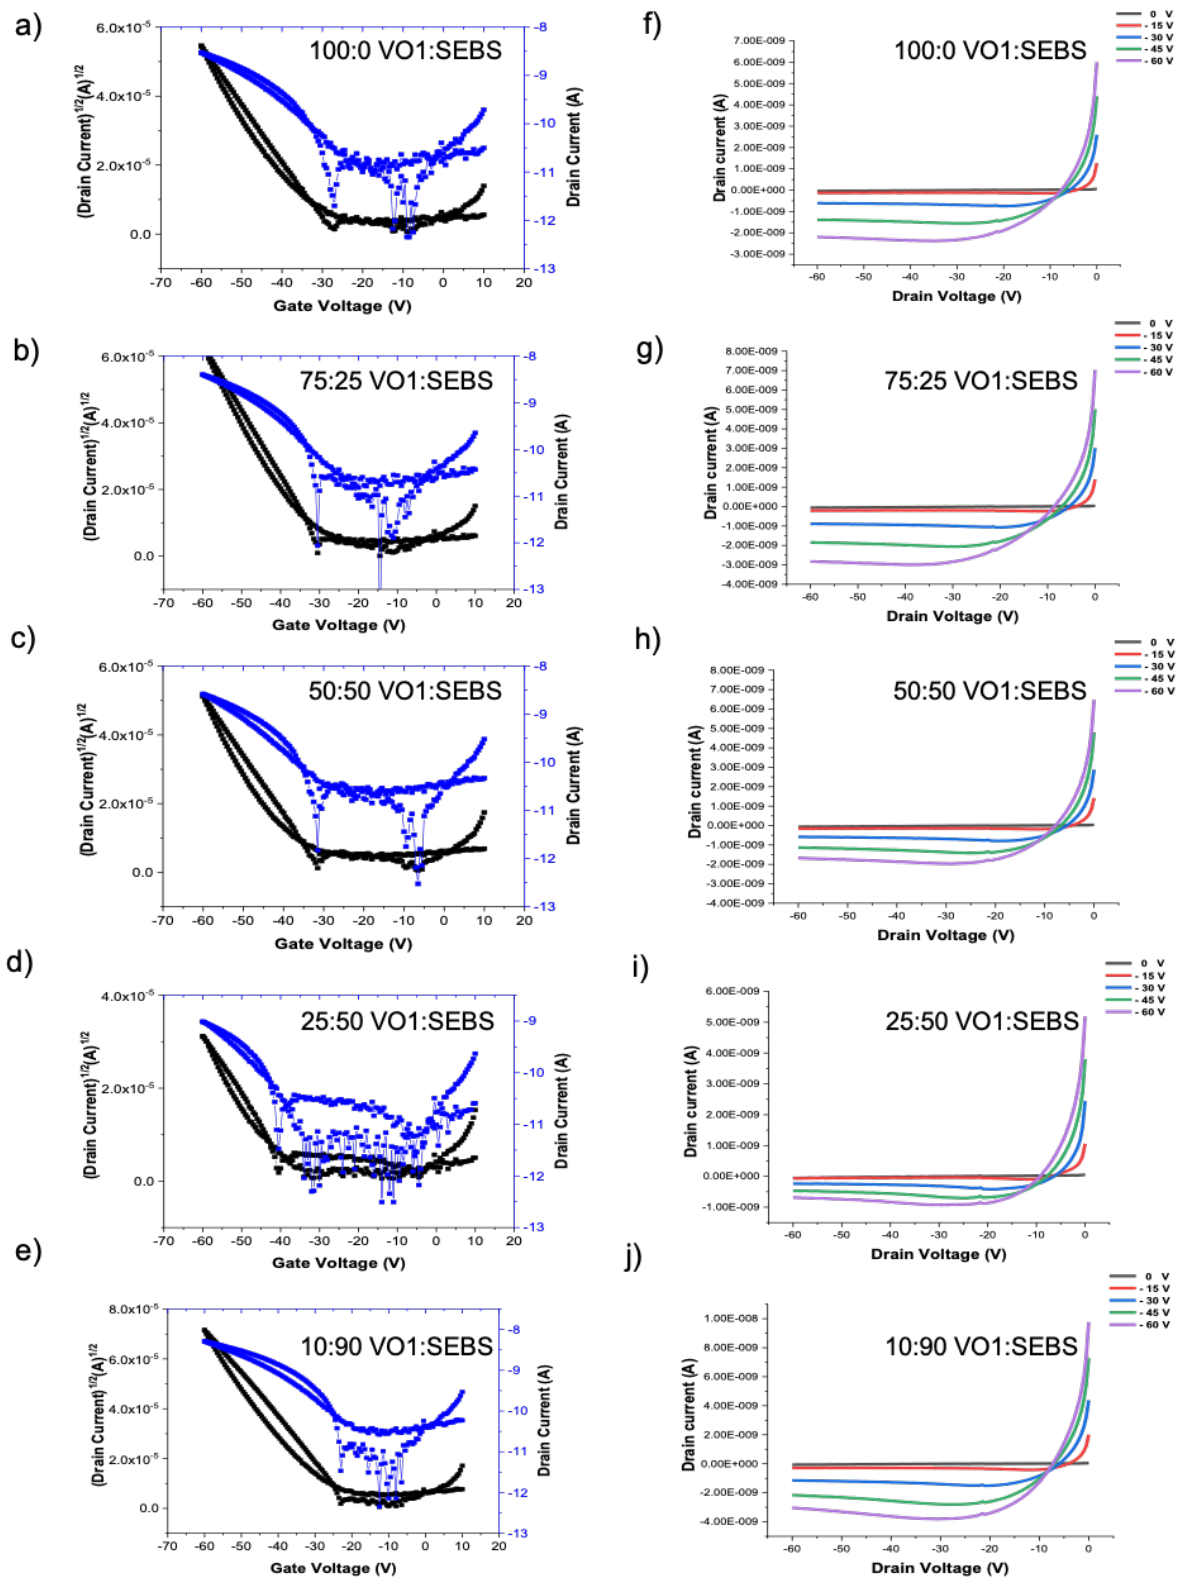 a)
100:0 VO1:SEBS
6.0x10-5
4.0x10-5
2.0x10-5
0.0
-8
-9
-10
-11
-12
-13
-70 -60 -50 -40 -30 -20 -10 0 10 20
(Drain Current)1/2(A)1/2
Drain Current (A)
Gate Voltage (V)
f)
100:0 VO1:SEBS
0 V
- 15 V
- 30 V
- 45 V
- 60 V
7.00E-009
6.00E-009
5.00E-009
4.00E-009
3.00E-009
2.00E-009
1.00E-009
0.00E+000
-1.00E-009
-2.00E-009
-3.00E-009
-60 -50 -40 -30 -20 -10 0
Drain current (A)
Drain Voltage (V)
b)
75:25 VO1:SEBS
6.0x10-5
4.0x10-5
2.0x10-5
0.0
-8
-9
-10
-11
-12
-13
-70 -60 -50 -40 -30 -20 -10 0 10 20
(Drain Current)1/2(A)1/2
Drain Current (A)
Gate Voltage (V)
g)
75:25 VO1:SEBS
0 V
- 15 V
- 30 V
- 45 V
- 60 V
8.00E-009
7.00E-009
6.00E-009
5.00E-009
4.00E-009
3.00E-009
2.00E-009
1.00E-009
0.00E+000
-1.00E-009
-2.00E-009
-3.00E-009
-4.00E-009
-60 -50 -40 -30 -20 -10 0
Drain current (A)
Drain Voltage (V)
c)
50:50 VO1:SEBS
6.0x10-5
4.0x10-5
2.0x10-5
0.0
-8
-9
-10
-11
-12
-13
-70 -60 -50 -40 -30 -20 -10 0 10 20
(Drain Current)1/2(A)1/2
Drain Current (A)
Gate Voltage (V)
h)
50:50 VO1:SEBS
0 V
- 15 V
- 30 V
- 45 V
- 60 V
8.00E-009
7.00E-009
6.00E-009
5.00E-009
4.00E-009
3.00E-009
2.00E-009
1.00E-009
0.00E+000
-1.00E-009
-2.00E-009
-3.00E-009
-4.00E-009
-60 -50 -40 -30 -20 -10 0
Drain current (A)
Drain Voltage (V)
d)
25:50 VO1:SEBS
4.0x10-5
2.0x10-5
0.0
-9
-10
-11
-12
-13
-70 -60 -50 -40 -30 -20 -10 0 10 20
(Drain Current)1/2(A)1/2
Drain Current (A)
Gate Voltage (V)
i)
25:50 VO1:SEBS
0 V
- 15 V
- 30 V
- 45 V
- 60 V
6.00E-009
5.00E-009
4.00E-009
3.00E-009
2.00E-009
1.00E-009
0.00E+000
-1.00E-009
-60 -50 -40 -30 -20 -10 0
Drain current (A)
Drain Voltage (V)
e)
10:90 VO1:SEBS
8.0x10-5
6.0x10-5
4.0x10-5
2.0x10-5
0.0
-8
-9
-10
-11
-12
-13
-70 -60 -50 -40 -30 -20 -10 0 10 20
(Drain Current)1/2(A)1/2
Drain Current (A)
Gate Voltage (V)
j)
10:90 VO1:SEBS
0 V
- 15 V
- 30 V
- 45 V
- 60 V
1.00E-008
8.00E-009
6.00E-009
4.00E-009
2.00E-009
0.00E+000
-2.00E-009
-4.00E-009
-60 -50 -40 -30 -20 -10 0
Drain current (A)
Drain Voltage (V)